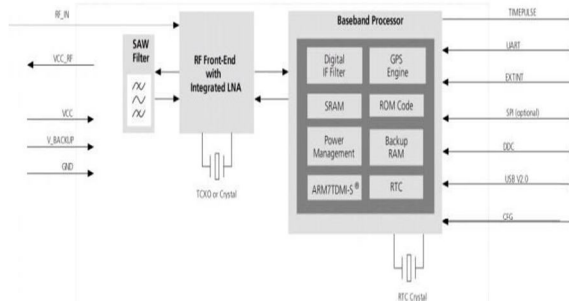 RF_IN
VCC_RF
VCC
V_BACKUP
GND
SAW
Filter
RF Front-End
with
Integrated LNA
TCXO or Crystal
Baseband Processor
Digital
IF Filter
GPS
Engine
SRAM
ROM Code
Power
Management
Backup
RAM
ARM7TDMI-S®
RTC
RTC Crystal
TIMEPULSE
UART
EXTINT
SPI (optional)
DDC
USB V2.0
CFG